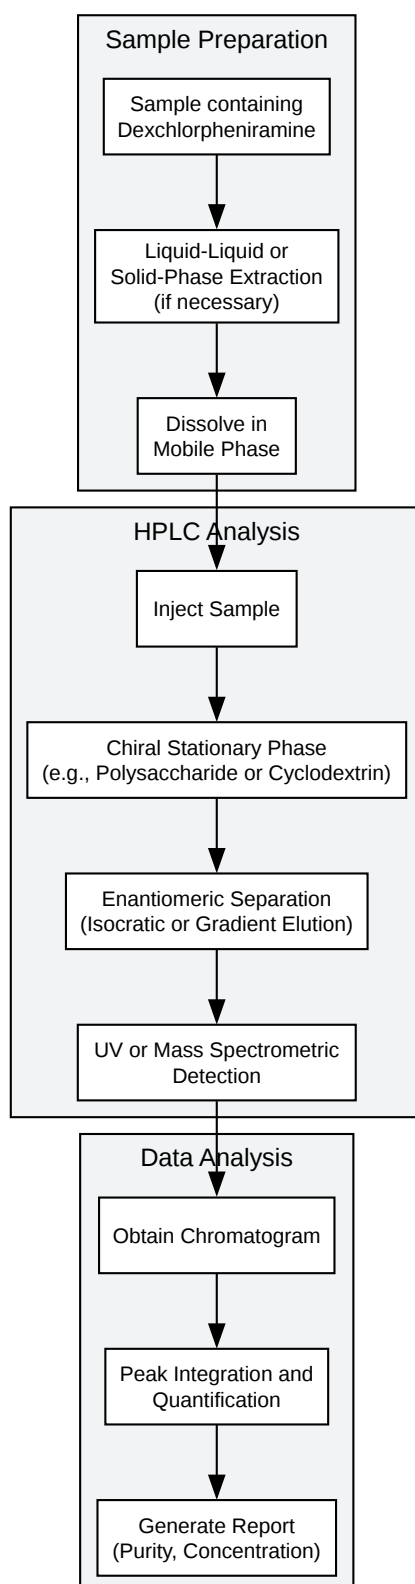 Sample Preparation
Sample containing
Dexchlorpheniramine
Liquid-Liquid or
Solid-Phase Extraction
(if necessary)
Dissolve in
Mobile Phase
HPLC Analysis
Inject Sample
Chiral Stationary Phase
(e.g., Polysaccharide or Cyclodextrin)
Enantiomeric Separation
(Isocratic or Gradient Elution)
UV or Mass Spectrometric
Detection
Data Analysis
Obtain Chromatogram
Peak Integration and
Quantification
Generate Report
(Purity, Concentration)